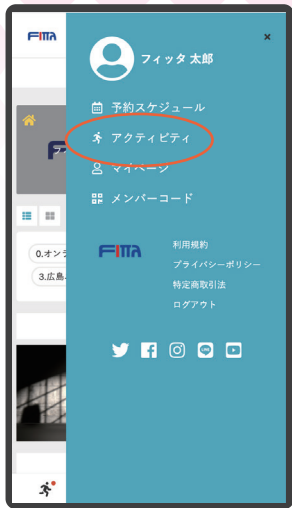 FITTA
×
フィッタ 太郎
予約スケジュール
アクティビティ
マイページ
メンバーコード
FITTA
利用規約
プライバシーポリシー
特定商取引法
ログアウト
0.オン
3.広島